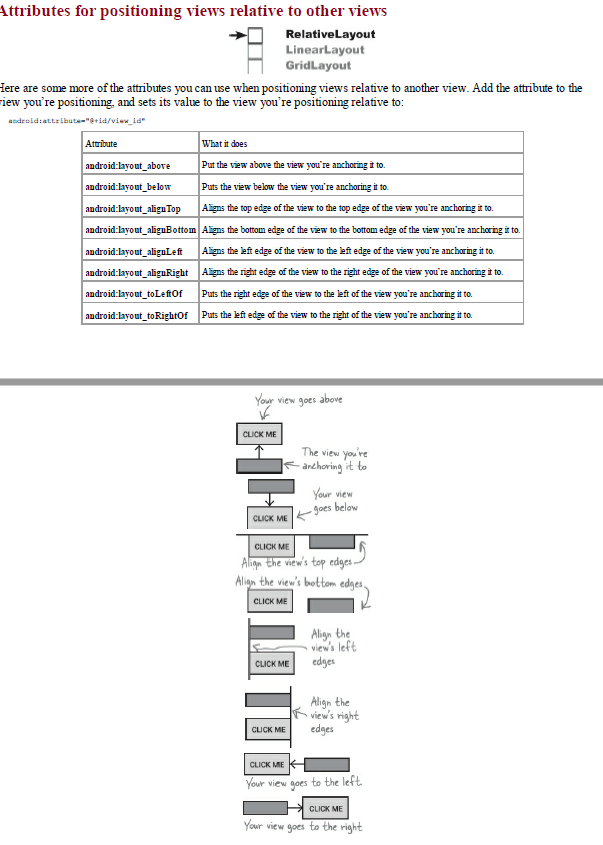 Attributes for positioning views relative to other views
RelativeLayout
LinearLayout
GridLayout
Here are some more of the attributes you can use when positioning views relative to another view. Add the attribute to the
view you're positioning, and sets its value to the view you're positioning relative to:
android:attribute="@+id/view_id"
Attribute What it does
android:layout_above Put the view above the view you're anchoring it to.
android:layout_below Puts the view below the view you're anchoring it to.
android:layout_alignTop Aligns the top edge of the view to the top edge of the view you're anchoring it to.
android:layout_alignBottom Aligns the bottom edge of the view to the bottom edge of the view you're anchoring it to.
android:layout_alignLeft Aligns the left edge of the view to the left edge of the view you're anchoring it to.
android:layout_alignRight Aligns the right edge of the view to the right edge of the view you're anchoring it to.
android:layout_toLeftOf Puts the right edge of the view to the left of the view you're anchoring it to.
android:layout_toRightOf Puts the left edge of the view to the right of the view you're anchoring it to.
Your view goes above
CLICK ME
The view you're
anchoring it to
Your view
goes below
CLICK ME
CLICK ME
Align the view's top edges
Align the view's bottom edges
CLICK ME
Align the
view's left
edges
CLICK ME
Align the
view's right
edges
CLICK ME
CLICK ME
Your view goes to the left
CLICK ME
Your view goes to the right